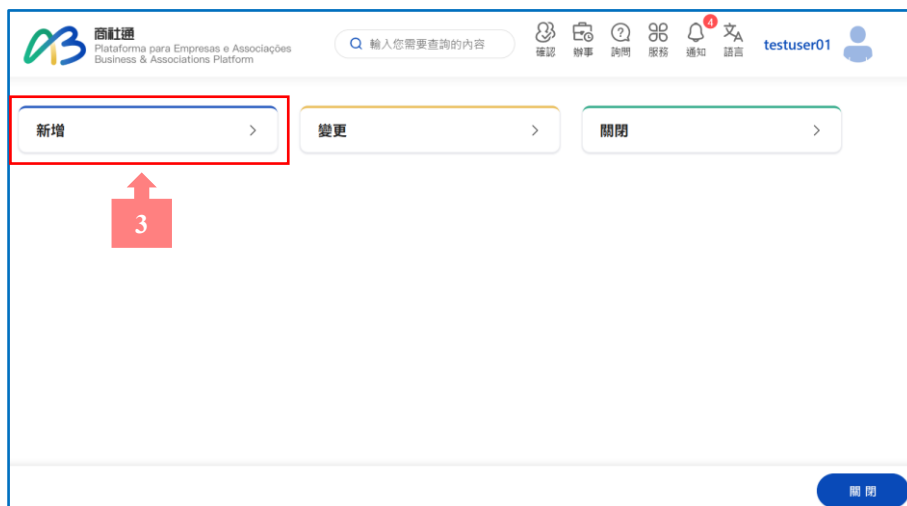 商社通
Plataforma para Empresas e Associações
Business & Associations Platform
輸入您需要查詢的內容
確認
辦事
詢問
服務
4
通知
語言
testuser01
新增
變更
關閉
3
關閉